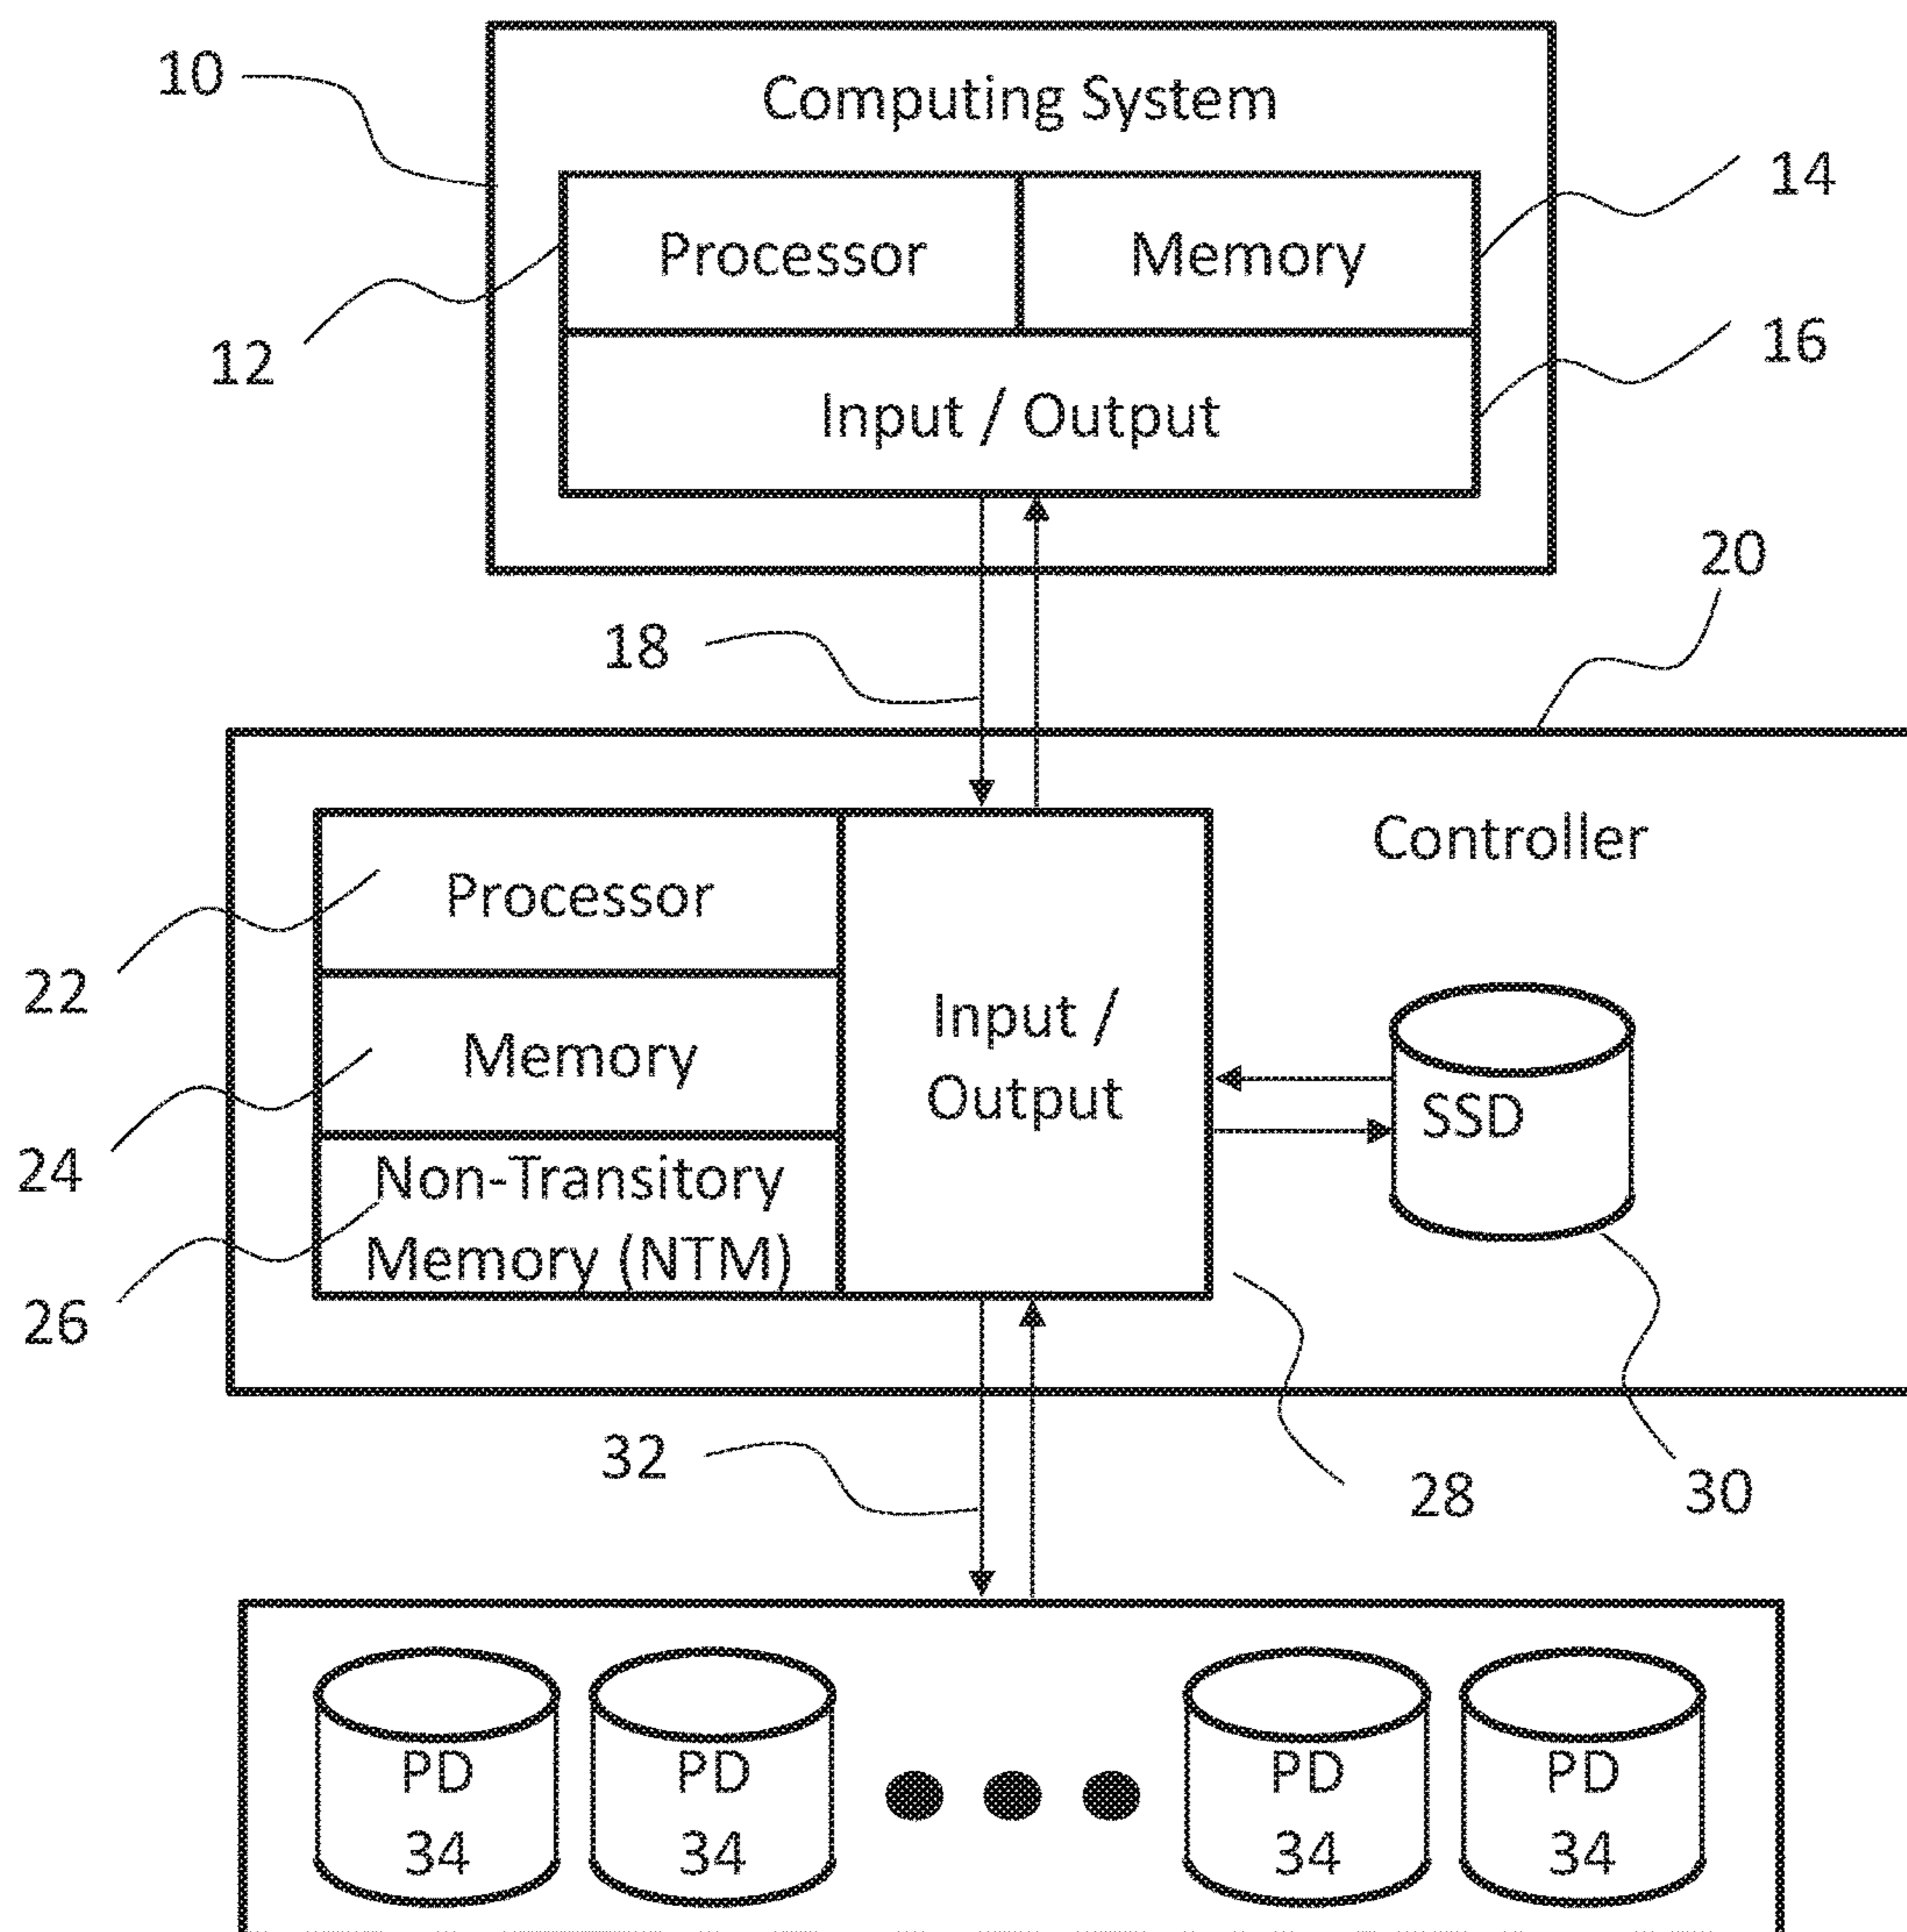 10
Computing System
14
Processor
Memory
12
16
Input / Output
20
18
Controller
Processor
22
Input /
Output
Memory
SSD
24
Non-Transitory
Memory (NTM)
26
32
28
30
PD
34
PD
34
PD
34
PD
34